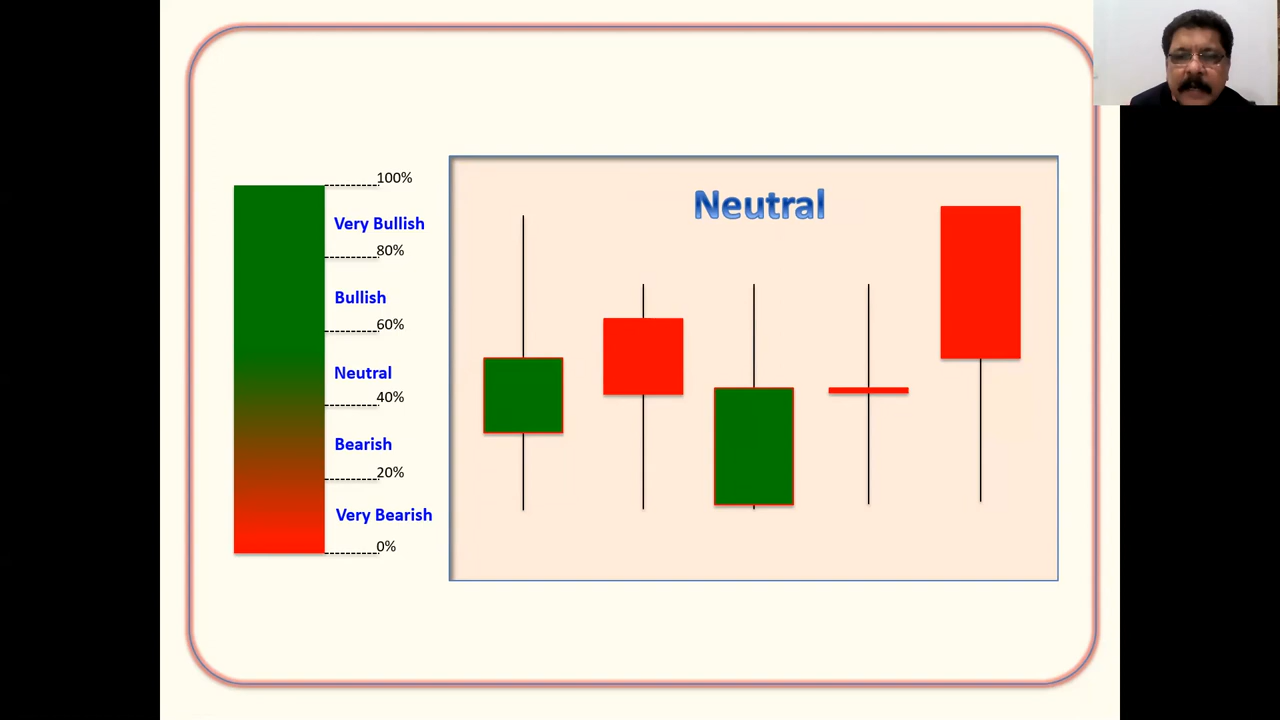 Neutral
100%
Very Bullish
80%
Bullish
60%
Neutral
40%
Bearish
20%
Very Bearish
0%